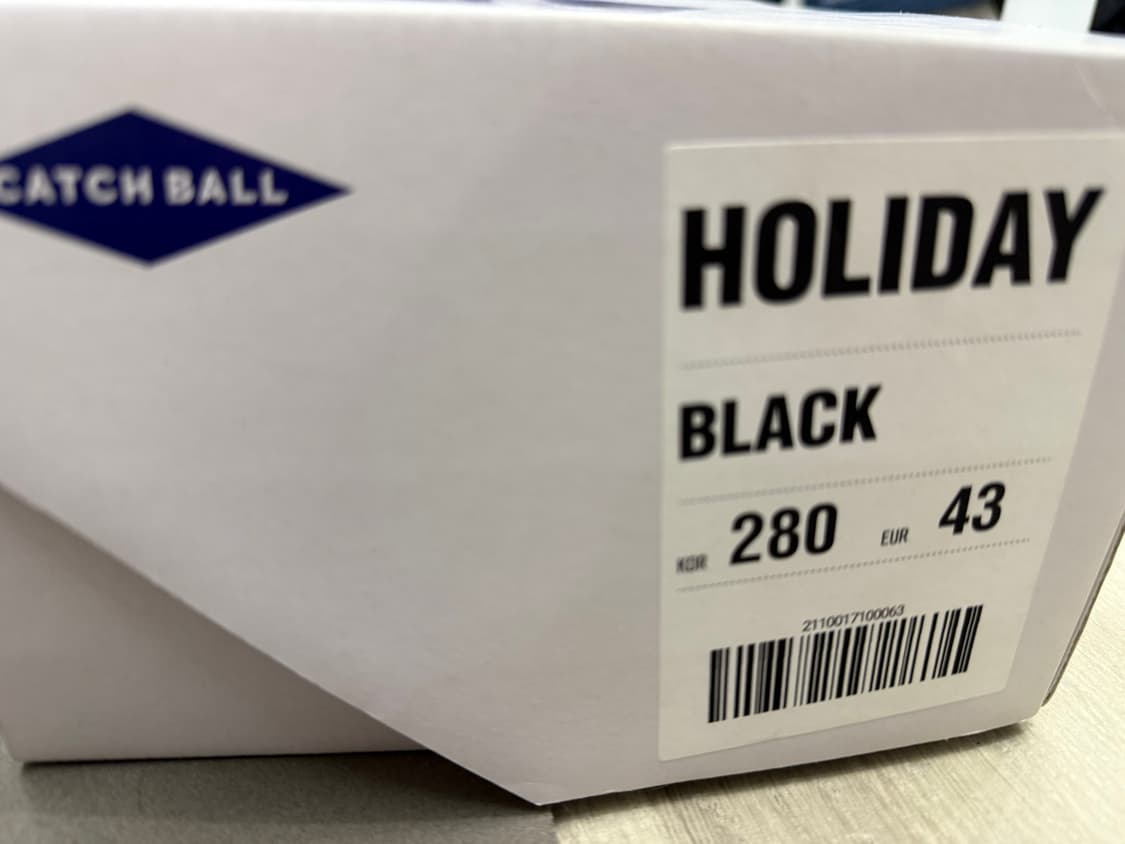 CATCH BALL
HOLIDAY
BLACK
KOR 280 EUR 43
2110017100063